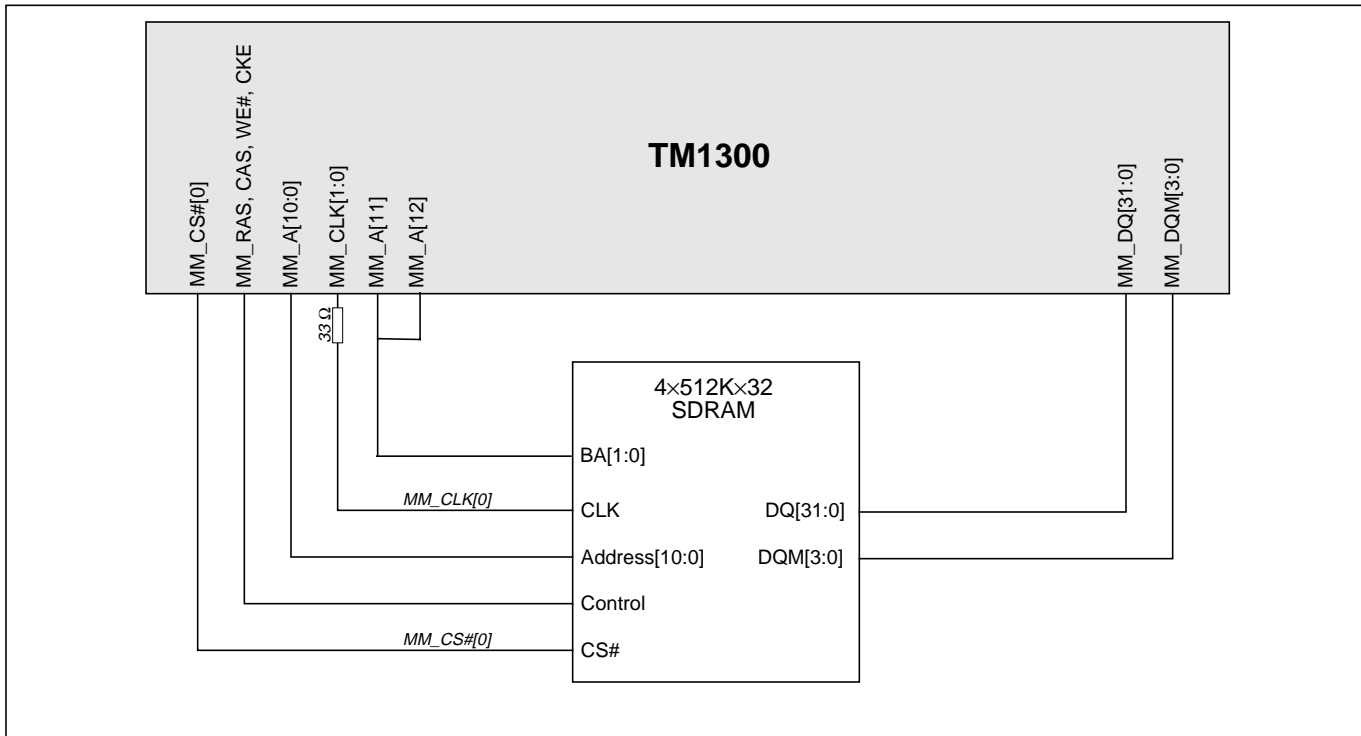 TM1300
MM_CS#[0]
MM_RAS, CAS, WE#, CKE
MM_A[10:0]
MM_CLK[1:0]
MM_A[11]
MM_A[12]
MM_DQ[31:0]
MM_DQM[3:0]
33 Ω
4×512K×32
SDRAM
BA[1:0]
MM_CLK[0]
CLK
DQ[31:0]
Address[10:0]
DQM[3:0]
Control
MM_CS#[0]
CS#